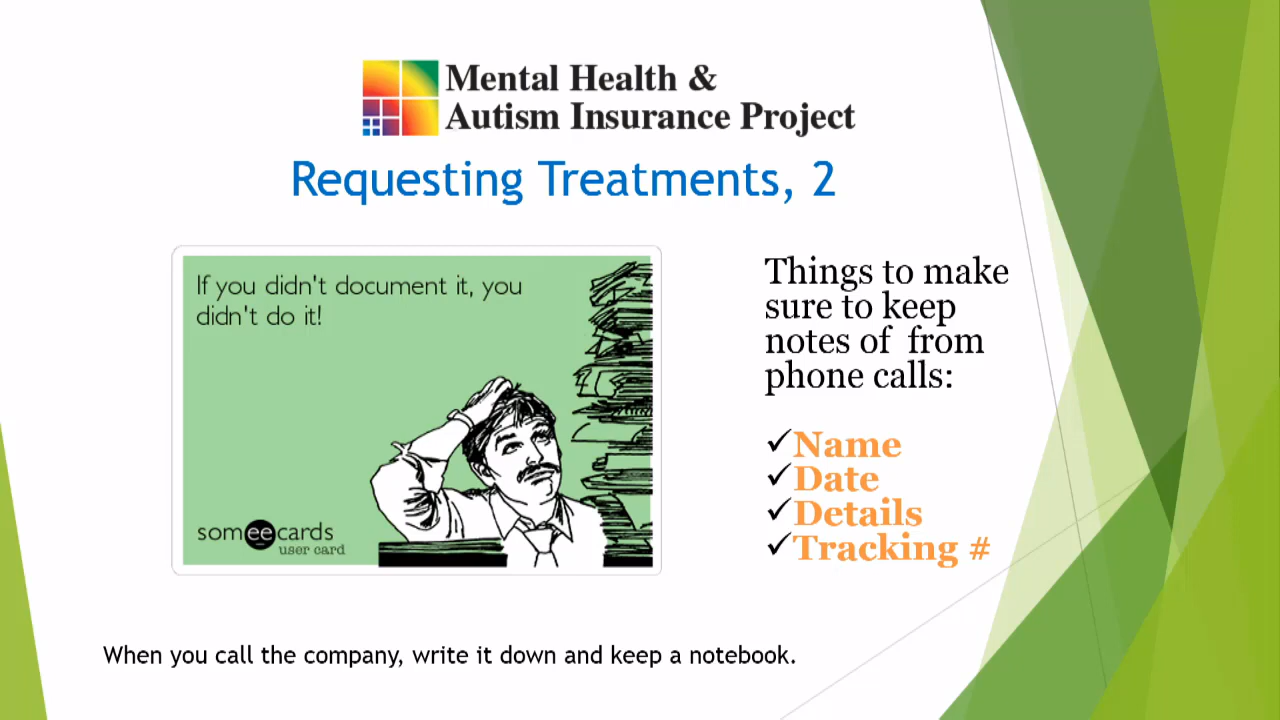 Mental Health &
Autism Insurance Project
Requesting Treatments, 2
If you didn't document it, you
didn't do it!
someecards
user card
Things to make
sure to keep
notes of  from
phone calls:
✓Name
✓Date
✓Details
✓Tracking #
When you call the company, write it down and keep a notebook.